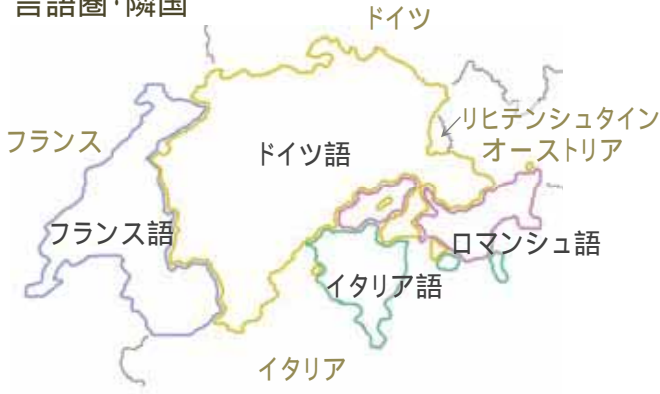 言語圏・隣国
ドイツ
リヒテンシュタイン
フランス
オーストリア
ドイツ語
フランス語
ロマンシュ語
イタリア語
イタリア